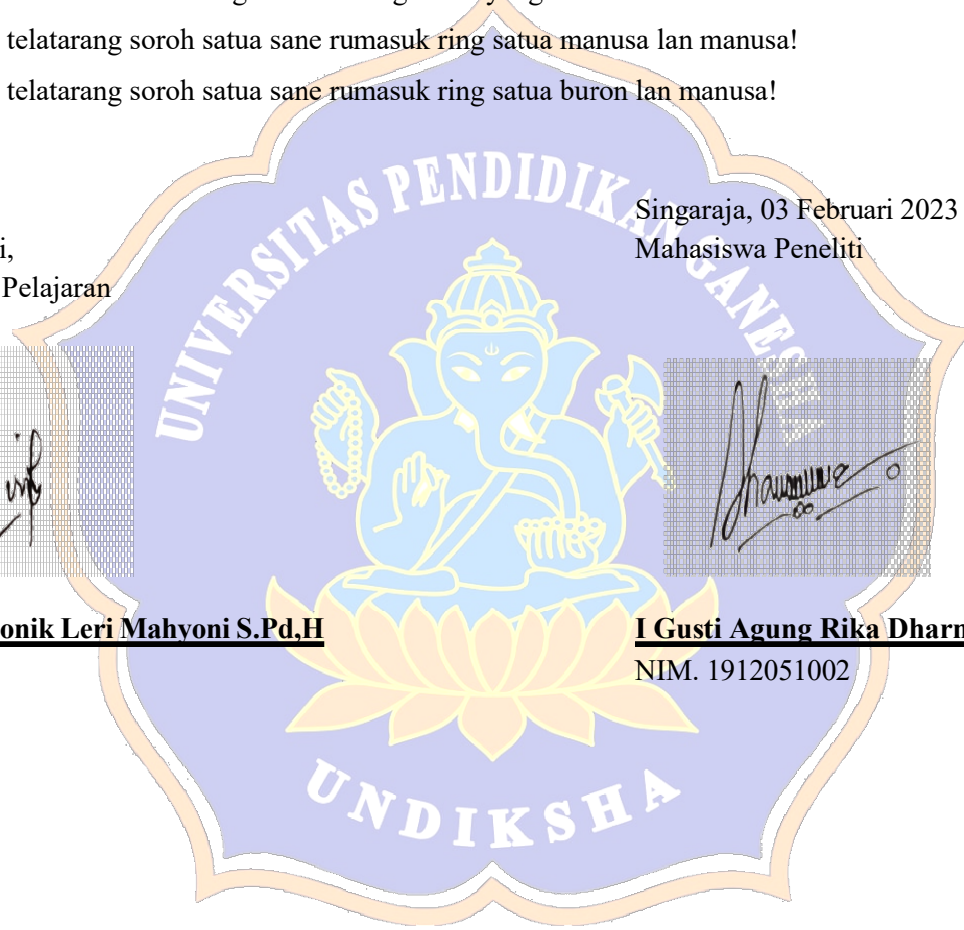 telatarang soroh satua sane rumasuk ring satua manusa lan manusa!
telatarang soroh satua sane rumasuk ring satua buron lan manusa!
UNIVERSITAS PENDIDIKAN GANESHA
Singaraja, 03 Februari 2023
i,
Mahasiswa Peneliti
Pelajaran
onik Leri Mahyoni S.Pd,H
I Gusti Agung Rika Dharm
NIM. 1912051002
UNDIKSHA